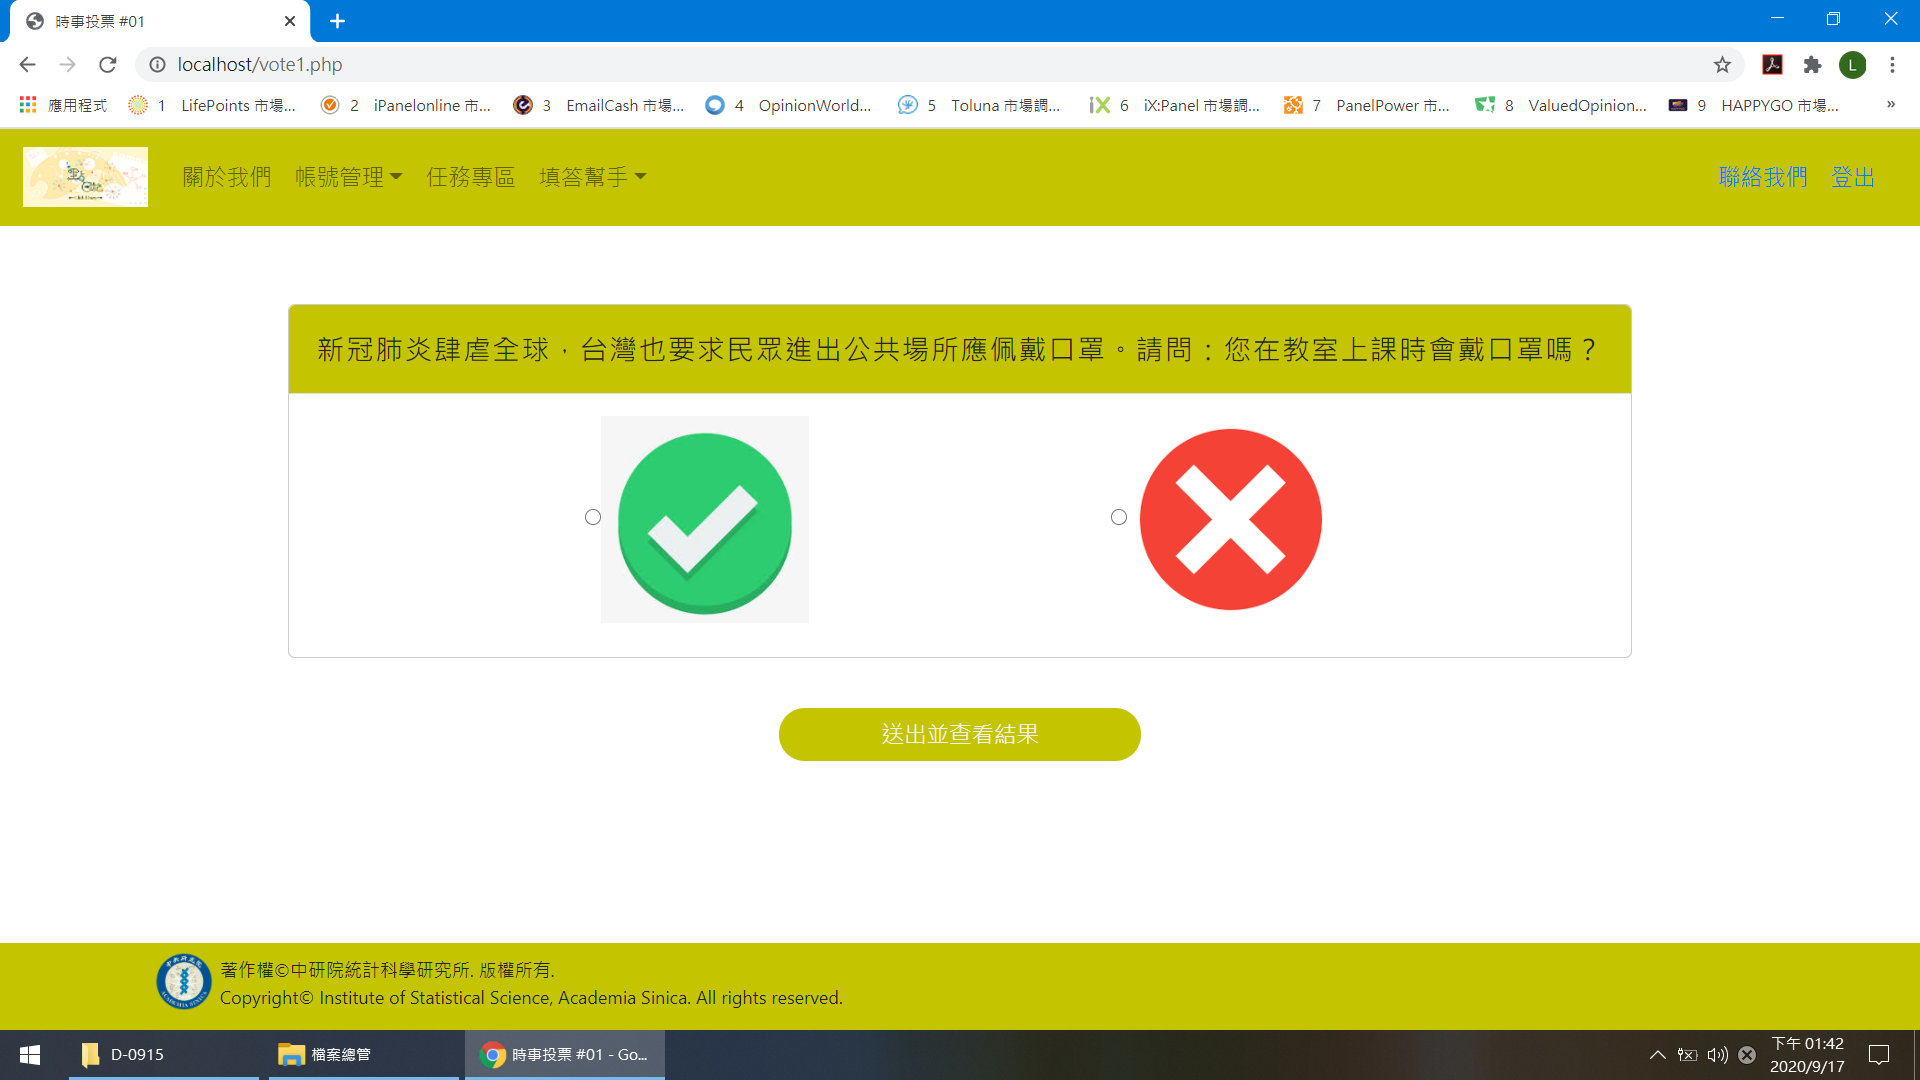 時事投票 #01
localhost/vote1.php
L
應用程式
1 LifePoints 市場...
2 iPanelonline 市...
3 EmailCash 市場...
4 OpinionWorld...
5 Toluna 市場調...
6 iX:Panel 市場調...
7 PanelPower 市...
8 ValuedOpinion...
9 HAPPYGO 市場...
»
關於我們
帳號管理
任務專區
填答幫手
聯絡我們
登出
新冠肺炎肆虐全球，台灣也要求民眾進出公共場所應佩戴口罩。請問：您在教室上課時會戴口罩嗎？
送出並查看結果
著作權©中研院統計科學研究所. 版權所有.
Copyright© Institute of Statistical Science, Academia Sinica. All rights reserved.
D-0915
檔案總管
時事投票 #01 - Go...
下午 01:42
2020/9/17